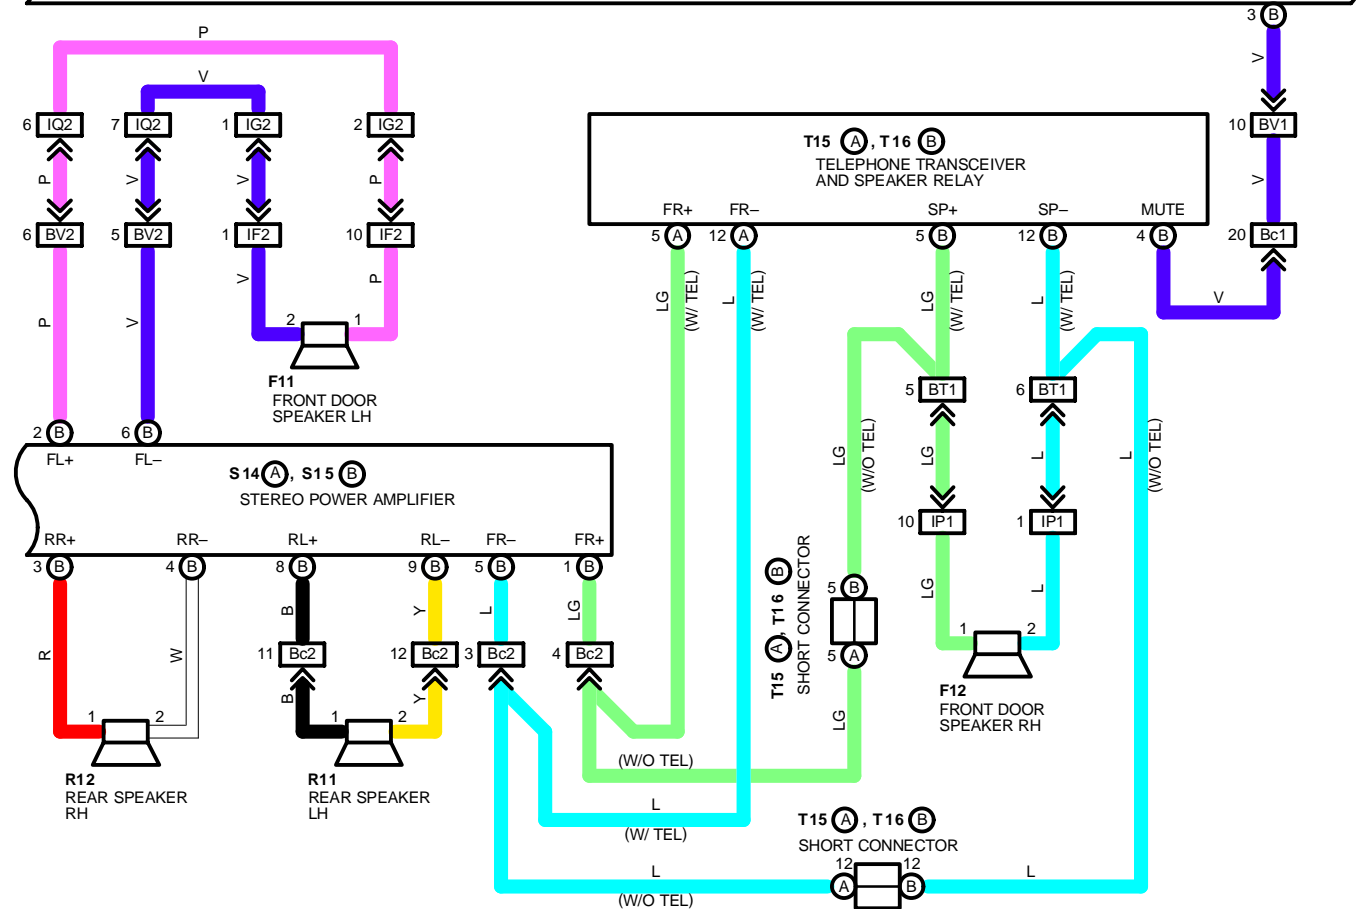 3 B
P
V
V
6 IQ2
7 IQ2
1 IG2
2 IG2
10 BV1
T15 A , T16 B
TELEPHONE TRANSCEIVER
AND SPEAKER RELAY
P
V
V
P
V
FR+
FR–
SP+
SP–
MUTE
6 BV2
5 BV2
1 IF2
10 IF2
5 A
12 A
5 B
12 B
4 B
20 Bc1
V
P
LG
(W/ TEL)
L
(W/ TEL)
LG
(W/ TEL)
L
(W/ TEL)
V
P
V
2
1
F11
FRONT DOOR
SPEAKER LH
5 BT1
6 BT1
2 B
6 B
FL+
FL–
S14 A , S15 B
STEREO POWER AMPLIFIER
LG
(W/O TEL)
LG
L
L
(W/O TEL)
10 IP1
1 IP1
RR+
RR–
RL+
RL–
FR–
FR+
3 B
4 B
8 B
9 B
5 B
1 B
T15 A , T16 B
SHORT CONNECTOR
5 B
LG
L
B
Y
L
LG
1
2
R
W
11 Bc2
12 Bc2
3 Bc2
4 Bc2
5 A
B
Y
F12
FRONT DOOR
SPEAKER RH
LG
1
2
1
2
(W/O TEL)
R12
REAR SPEAKER
RH
R11
REAR SPEAKER
LH
L
(W/ TEL)
T15 A , T16 B
SHORT CONNECTOR
12
12
L
A
B
L
(W/O TEL)